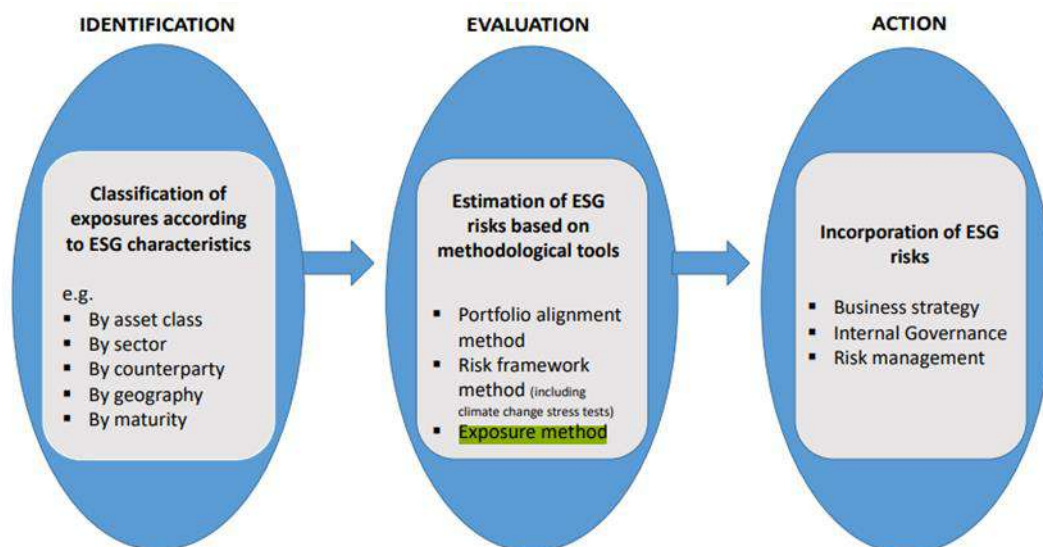 IDENTIFICATION
Classification of
exposures according
to ESG characteristics
e.g.
▪ By asset class
▪ By sector
▪ By counterparty
▪ By geography
▪ By maturity
EVALUATION
Estimation of ESG
risks based on
methodological tools
▪ Portfolio alignment
method
▪ Risk framework
method (including
climate change stress tests)
▪ Exposure method
ACTION
Incorporation of ESG
risks
▪ Business strategy
▪ Internal Governance
▪ Risk management